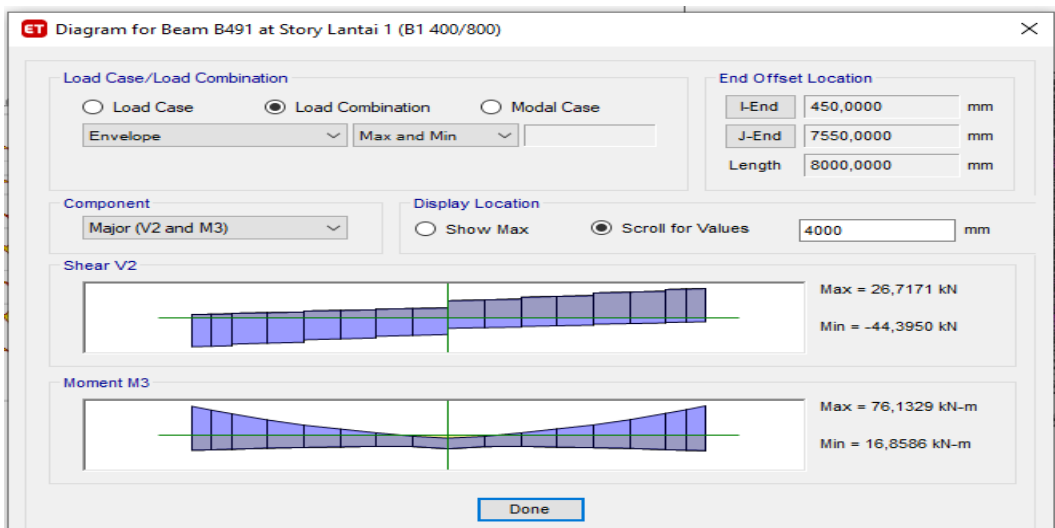 ET Diagram for Beam B491 at Story Lantai 1 (B1 400/800)
Load Case/Load Combination
Load Case Load Combination Modal Case
Envelope Max and Min
End Offset Location
I-End 450,0000 mm
J-End 7550,0000 mm
Length 8000,0000 mm
Component
Major (V2 and M3)
Display Location
Show Max Scroll for Values 4000 mm
Shear V2
Max = 26,7171 kN
Min = -44,3950 kN
Moment M3
Max = 76,1329 kN-m
Min = 16,8586 kN-m
Done